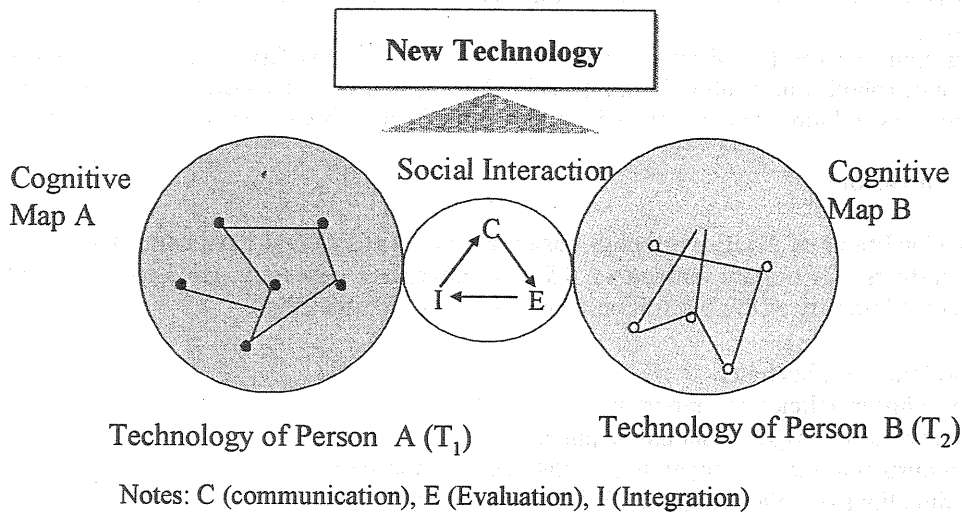 New Technology
Cognitive
Map A
Social Interaction
Cognitive
Map B
C
I
E
Technology of Person A (T₁)
Technology of Person B (T₂)
Notes: C (communication), E (Evaluation), I (Integration)